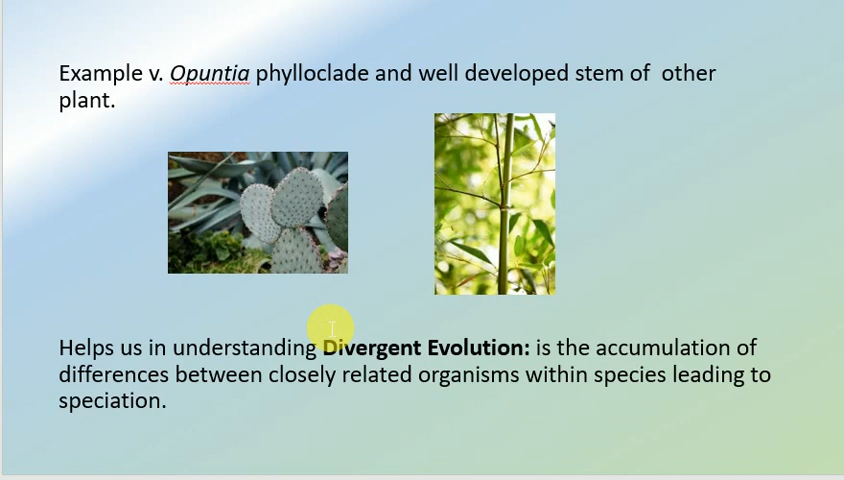 Example v. Opuntia phylloclade and well developed stem of  other
plant.
Helps us in understanding Divergent Evolution: is the accumulation of
differences between closely related organisms within species leading to
speciation.